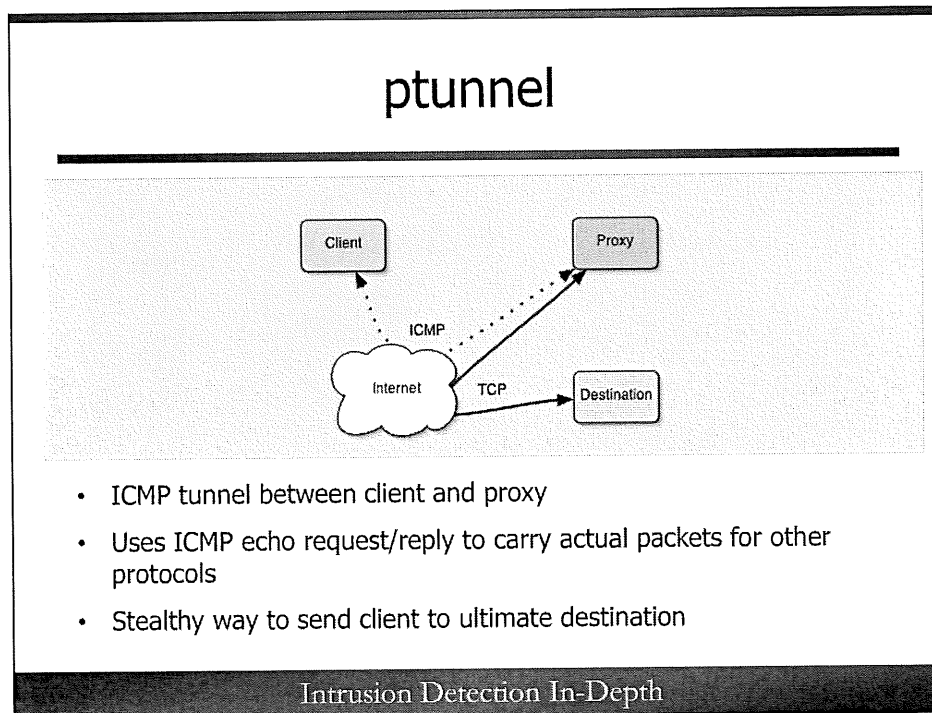 ptunnel
Client
Proxy
ICMP
Internet
TCP
Destination
• ICMP tunnel between client and proxy
• Uses ICMP echo request/reply to carry actual packets for other
protocols
• Stealthy way to send client to ultimate destination
Intrusion Detection In-Depth